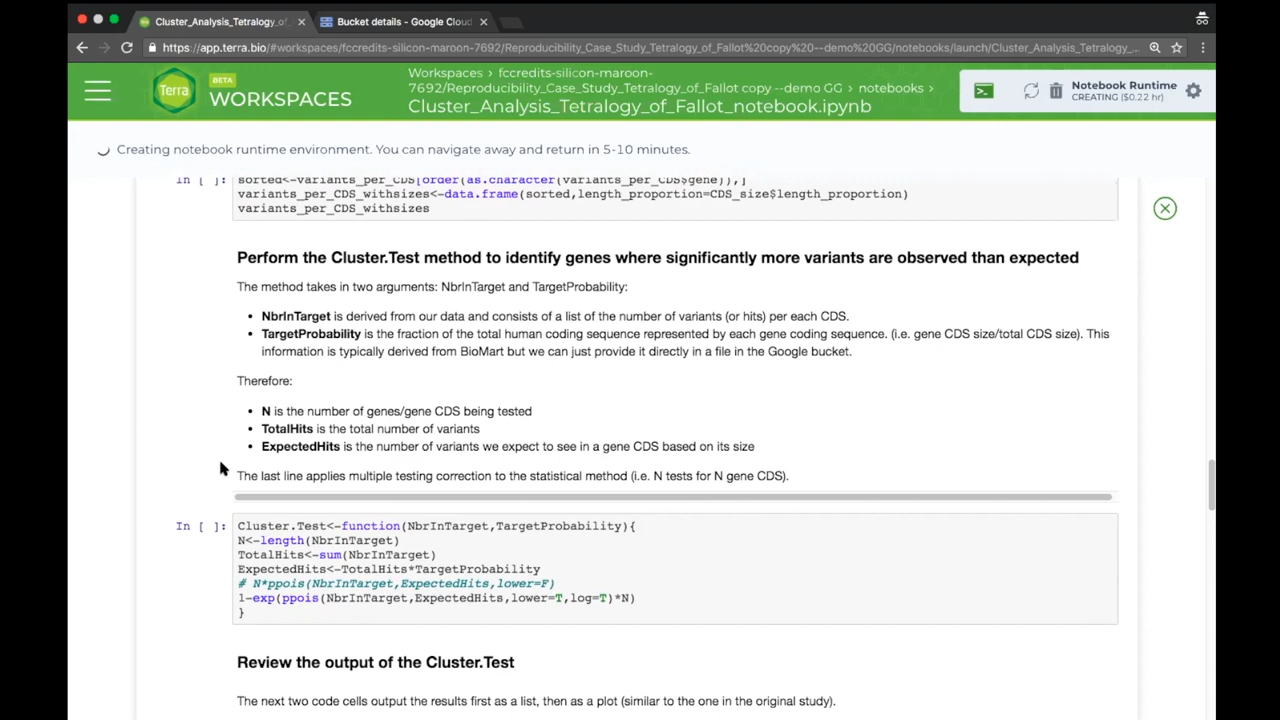 Cluster_Analysis_Tetralogy_of_
Bucket details - Google Cloud
https://app.terra.bio/#workspaces/fccredits-silicon-maroon-7692/Reproducibility_Case_Study_Tetralogy_of_Fallot%20copy%20--demo%20GG/notebooks/launch/Cluster_Analysis_Tetralogy_...
Terra
BETA
WORKSPACES
Workspaces > fccredits-silicon-maroon-
7692/Reproducibility_Case_Study_Tetralogy_of_Fallot copy --demo GG > notebooks >
Cluster_Analysis_Tetralogy_of_Fallot_notebook.ipynb
Notebook Runtime
CREATING ($0.22 hr)
Creating notebook runtime environment. You can navigate away and return in 5-10 minutes.
In [ ]: sorted<-variants_per_CDS[order(as.character(variants_per_CDS$gene)),]
variants_per_CDS_withsizes<-data.frame(sorted,length_proportion=CDS_size$length_proportion)
variants_per_CDS_withsizes
Perform the Cluster.Test method to identify genes where significantly more variants are observed than expected
The method takes in two arguments: NbrInTarget and TargetProbability:
• NbrInTarget is derived from our data and consists of a list of the number of variants (or hits) per each CDS.
• TargetProbability is the fraction of the total human coding sequence represented by each gene coding sequence. (i.e. gene CDS size/total CDS size). This
information is typically derived from BioMart but we can just provide it directly in a file in the Google bucket.
Therefore:
• N is the number of genes/gene CDS being tested
• TotalHits is the total number of variants
• ExpectedHits is the number of variants we expect to see in a gene CDS based on its size
The last line applies multiple testing correction to the statistical method (i.e. N tests for N gene CDS).
In [ ]: Cluster.Test<-function(NbrInTarget,TargetProbability){
N<-length(NbrInTarget)
TotalHits<-sum(NbrInTarget)
ExpectedHits<-TotalHits*TargetProbability
# N*ppois(NbrInTarget,ExpectedHits,lower=F)
1-exp(ppois(NbrInTarget,ExpectedHits,lower=T,log=T)*N)
}
Review the output of the Cluster.Test
The next two code cells output the results first as a list, then as a plot (similar to the one in the original study).